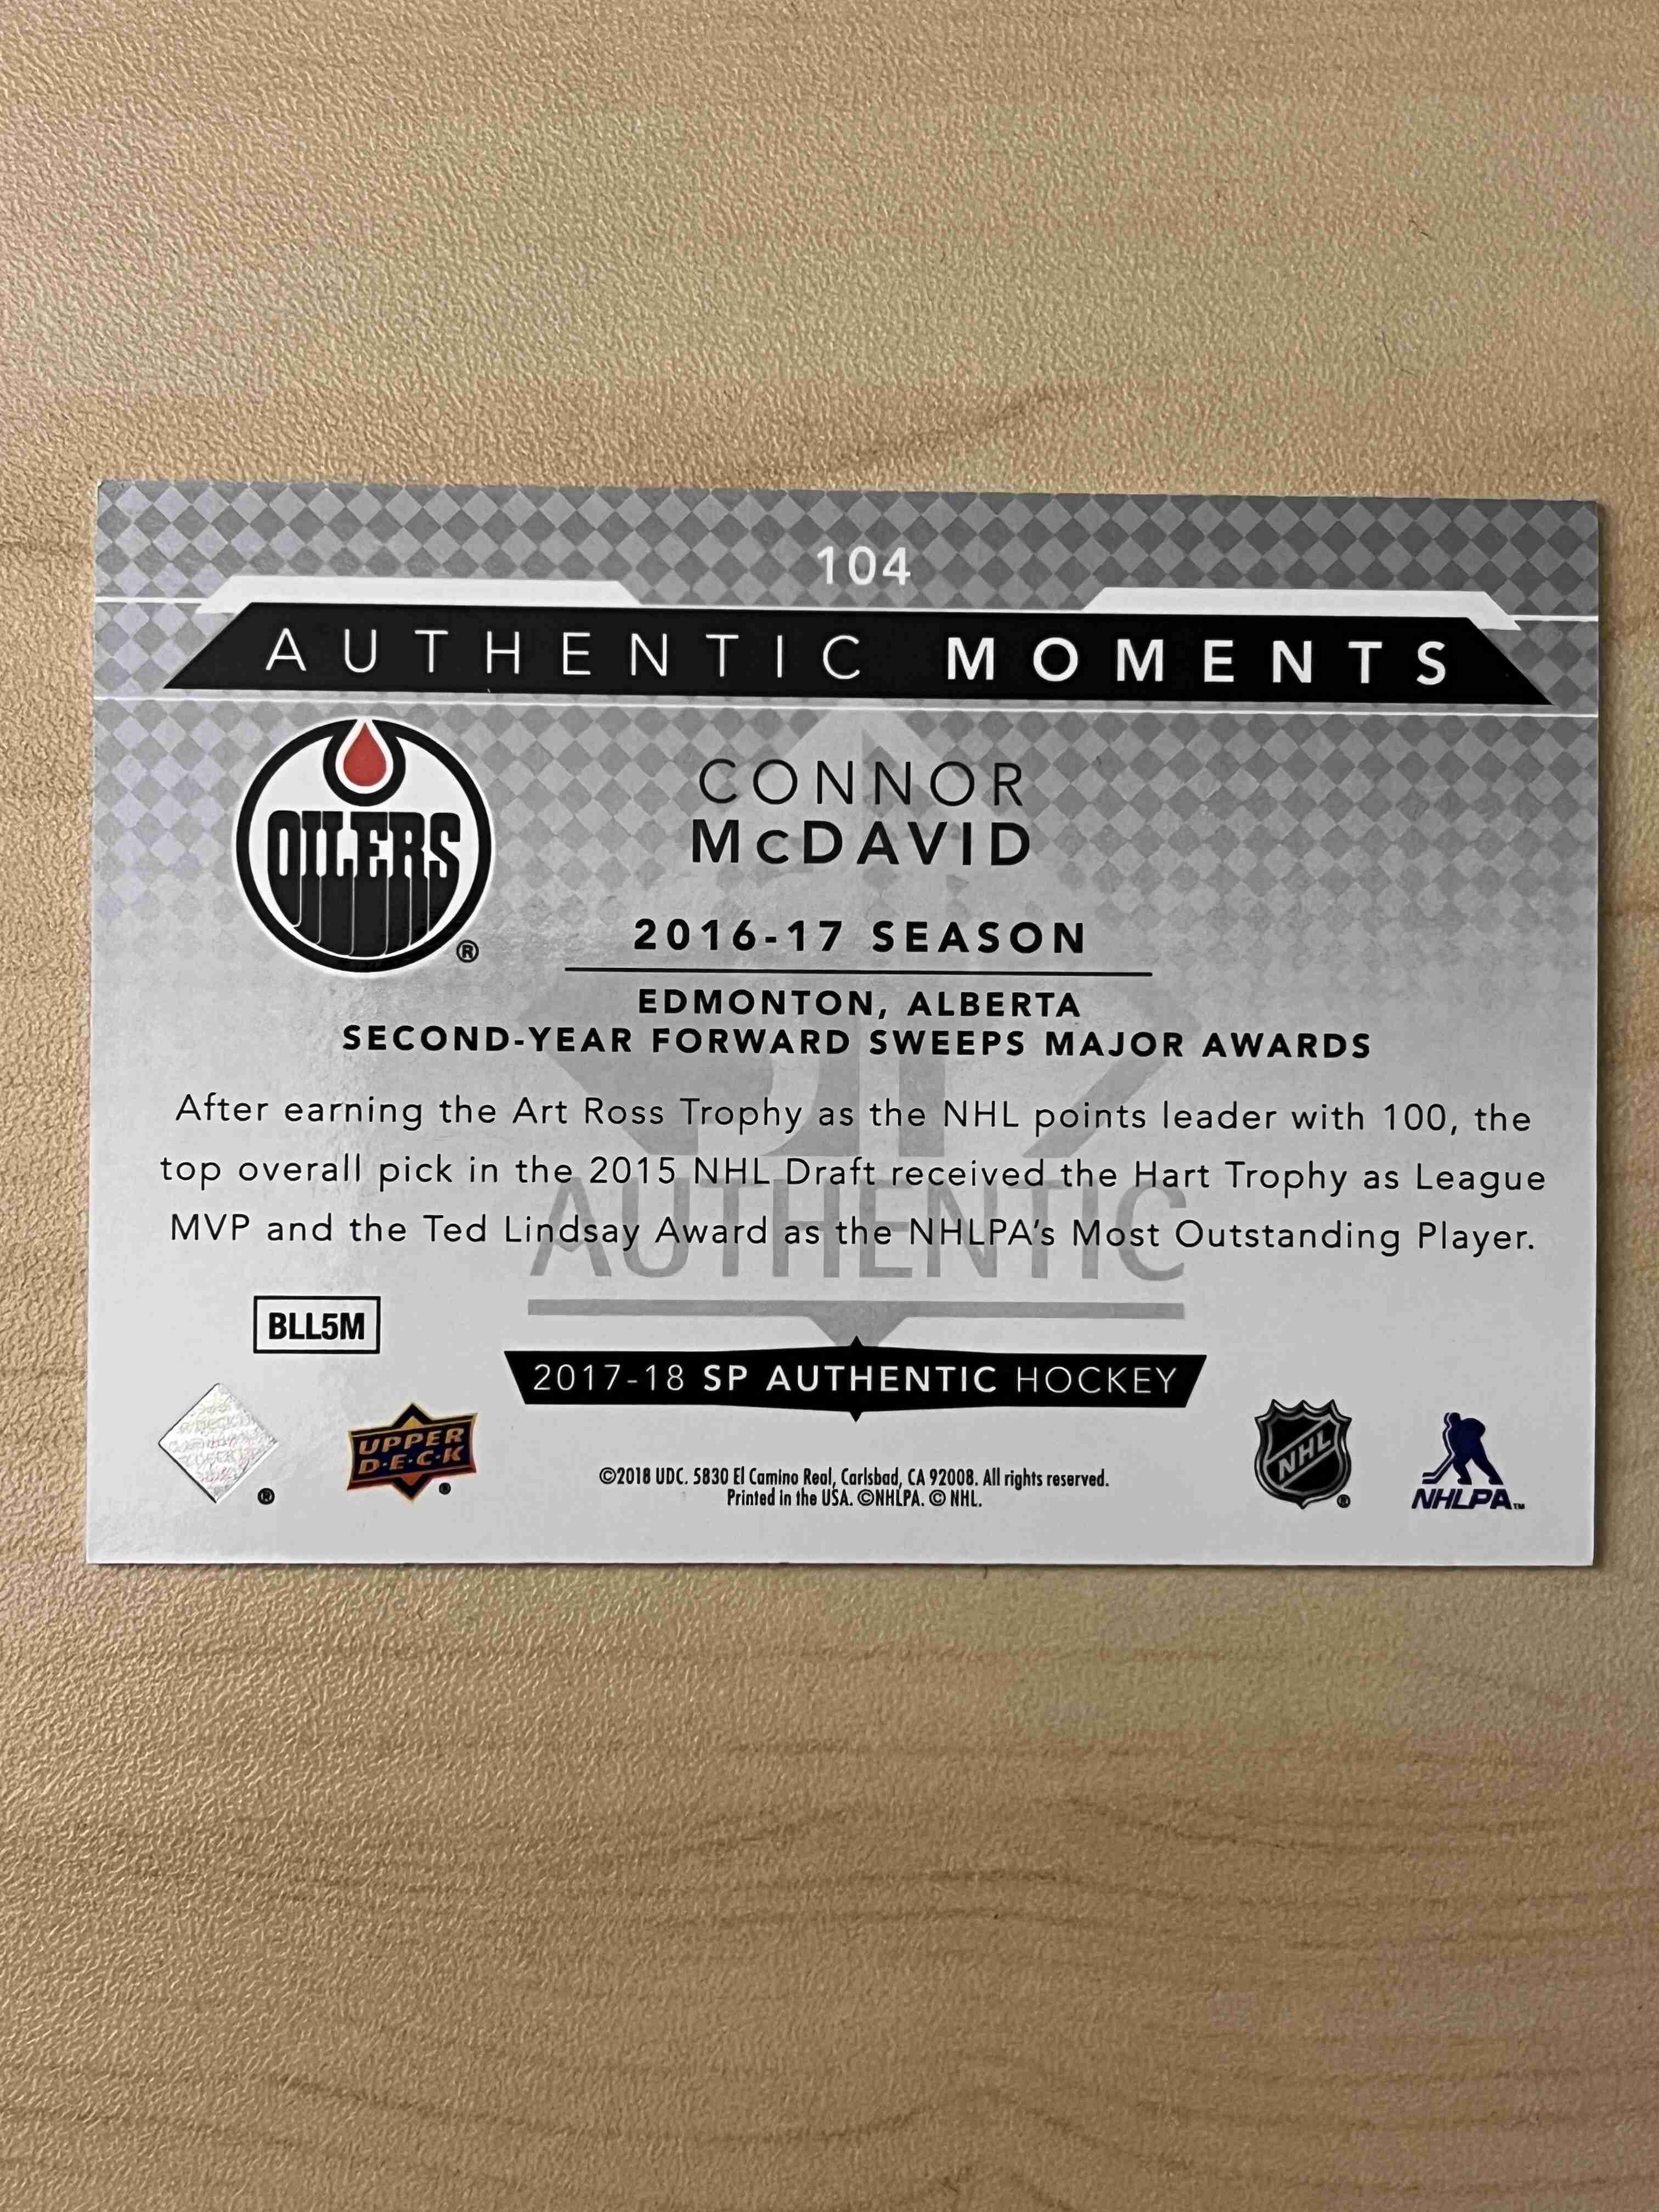 104
AUTHENTIC MOMENTS
OILERS
®
CONNOR
McDAVID
2016-17 SEASON
EDMONTON, ALBERTA
SECOND-YEAR FORWARD SWEEPS MAJOR AWARDS
After earning the Art Ross Trophy as the NHL points leader with 100, the
top overall pick in the 2015 NHL Draft received the Hart Trophy as League
MVP and the Ted Lindsay Award as the NHLPA's Most Outstanding Player.
SP
AUTHENTIC
BLL5M
2017-18 SP AUTHENTIC HOCKEY
®
UPPER
D·E·C·K
®
©2018 UDC. 5830 El Camino Real, Carlsbad, CA 92008. All rights reserved.
Printed in the USA. ©NHLPA. © NHL.
NHL
®
NHLPA™